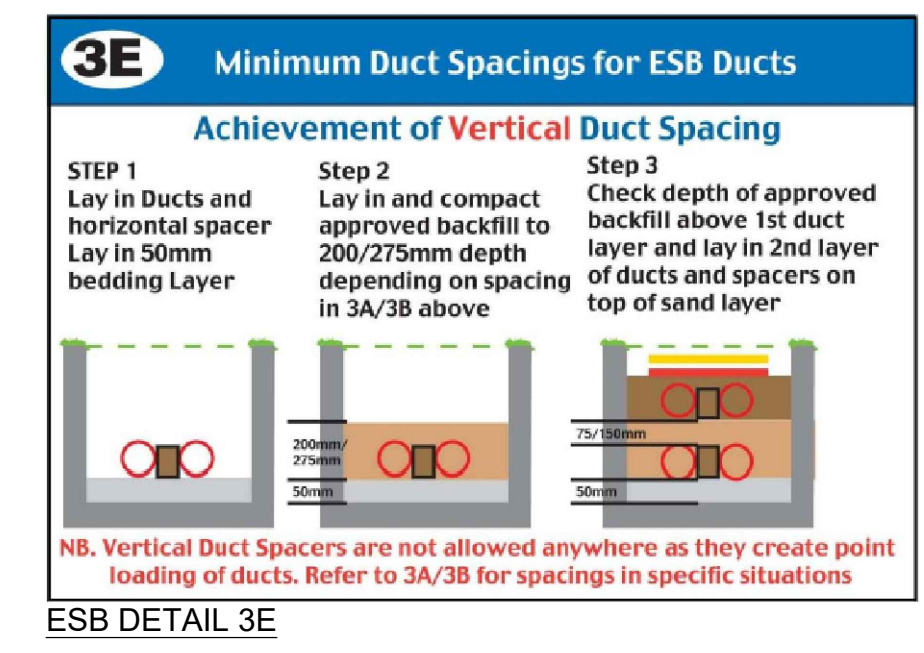 3E
Minimum Duct Spacings for ESB Ducts
Achievement of Vertical Duct Spacing
STEP 1
Lay in Ducts and
horizontal spacer
Lay in 50mm
bedding Layer
Step 2
Lay in and compact
approved backfill to
200/275mm depth
depending on spacing
in 3A/3B above
Step 3
Check depth of approved
backfill above 1st duct
layer and lay in 2nd layer
of ducts and spacers on
top of sand layer
200mm/
275mm
50mm
75/150mm
50mm
NB. Vertical Duct Spacers are not allowed anywhere as they create point
loading of ducts. Refer to 3A/3B for spacings in specific situations
ESB DETAIL 3E